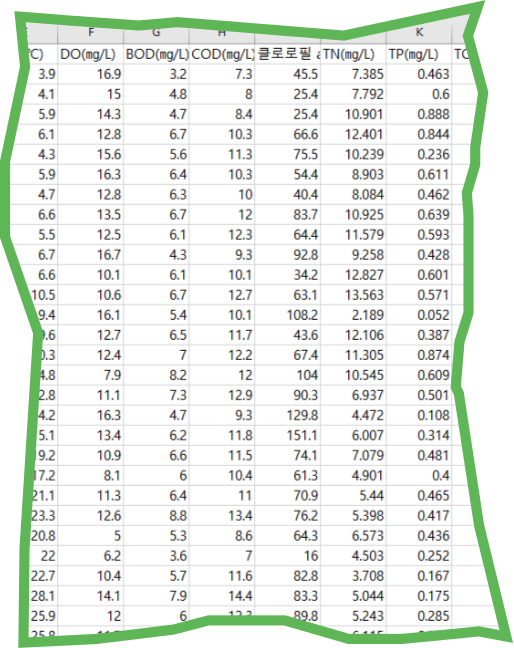 F G H K
℃) DO(mg/L) BOD(mg/L) COD(mg/L) 클로로필 a TN(mg/L) TP(mg/L)
3.9 16.9 3.2 7.3 45.5 7.385 0.463
4.1 15 4.8 8 25.4 7.792 0.6
5.9 14.3 4.7 8.4 25.4 10.901 0.888
6.1 12.8 6.7 10.3 66.6 12.401 0.844
4.3 15.6 5.6 11.3 75.5 10.239 0.236
5.9 16.3 6.4 10.3 54.4 8.903 0.611
4.7 12.8 6.3 10 40.4 8.084 0.462
6.6 13.5 6.7 12 83.7 10.925 0.639
5.5 12.5 6.1 12.3 64.4 11.579 0.593
6.7 16.7 4.3 9.3 92.8 9.258 0.428
6.6 10.1 6.1 10.1 34.2 12.827 0.601
10.5 10.6 6.7 12.7 63.1 13.563 0.571
9.4 16.1 5.4 10.1 108.2 2.189 0.052
.6 12.7 6.5 11.7 43.6 12.106 0.387
.3 12.4 7 12.2 67.4 11.305 0.874
4.8 7.9 8.2 12 104 10.545 0.609
2.8 11.1 7.3 12.9 90.3 6.937 0.501
4.2 16.3 4.7 9.3 129.8 4.472 0.108
5.1 13.4 6.2 11.8 151.1 6.007 0.314
9.2 10.9 6.6 11.5 74.1 7.079 0.481
17.2 8.1 6 10.4 61.3 4.901 0.4
21.1 11.3 6.4 11 70.9 5.44 0.465
23.3 12.6 8.8 13.4 76.2 5.398 0.417
20.8 5 5.3 8.6 64.3 6.573 0.436
22 6.2 3.6 7 16 4.503 0.252
22.7 10.4 5.7 11.6 82.8 3.708 0.167
28.1 14.1 7.9 14.4 83.3 5.044 0.175
25.9 12 6 89.8 5.243 0.285